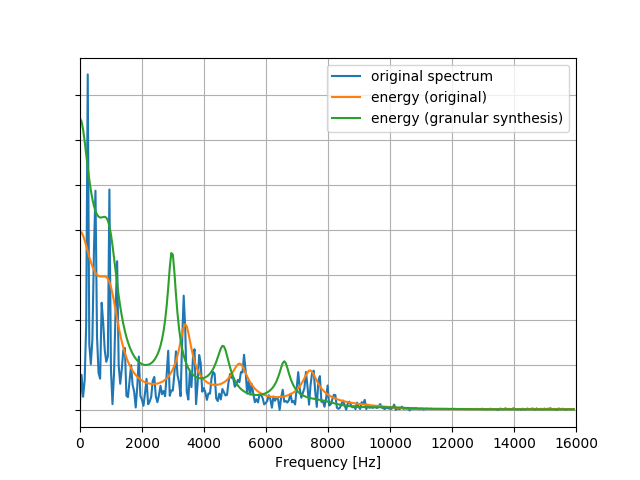 original spectrum
energy (original)
energy (granular synthesis)
0 2000 4000 6000 8000 10000 12000 14000 16000
Frequency [Hz]